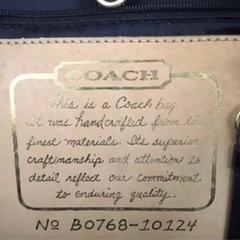 COACH
This is a Coach bag.
It was handcrafted from the
finest materials. Its superior
craftsmanship and attention to
detail reflect our commitment
to enduring quality.
No B0768-10124